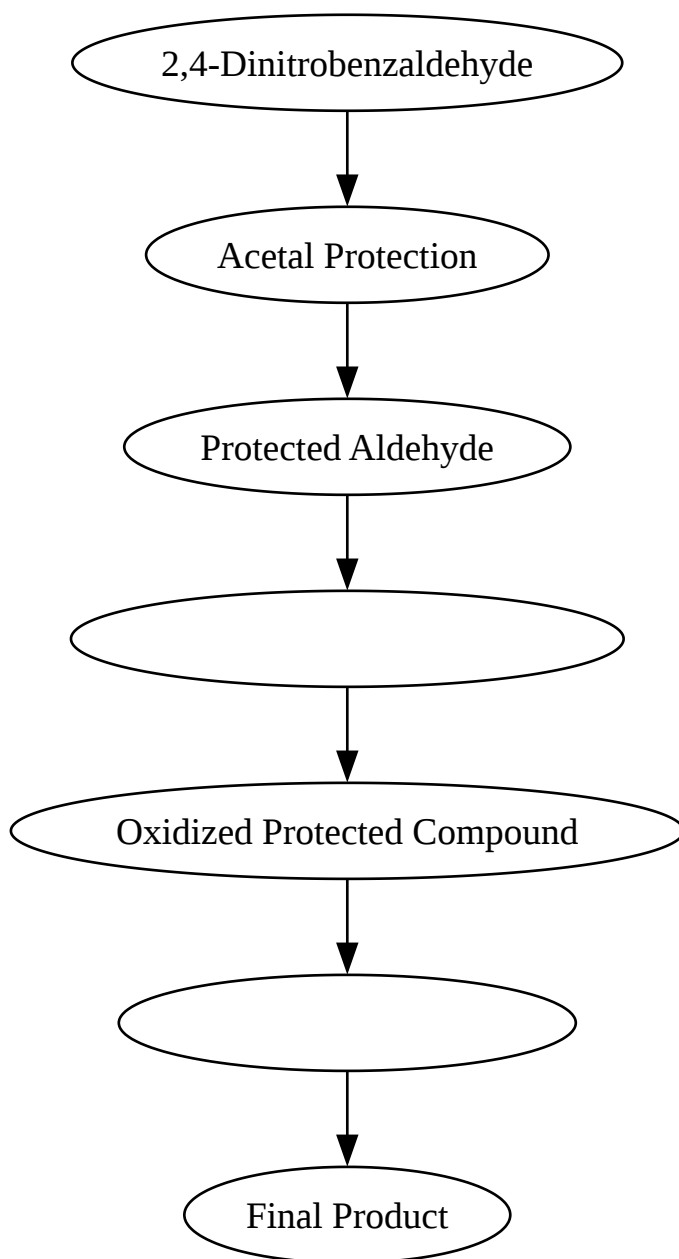 2,4-Dinitrobenzaldehyde
Acetal Protection
Protected Aldehyde
Oxidized Protected Compound
Final Product